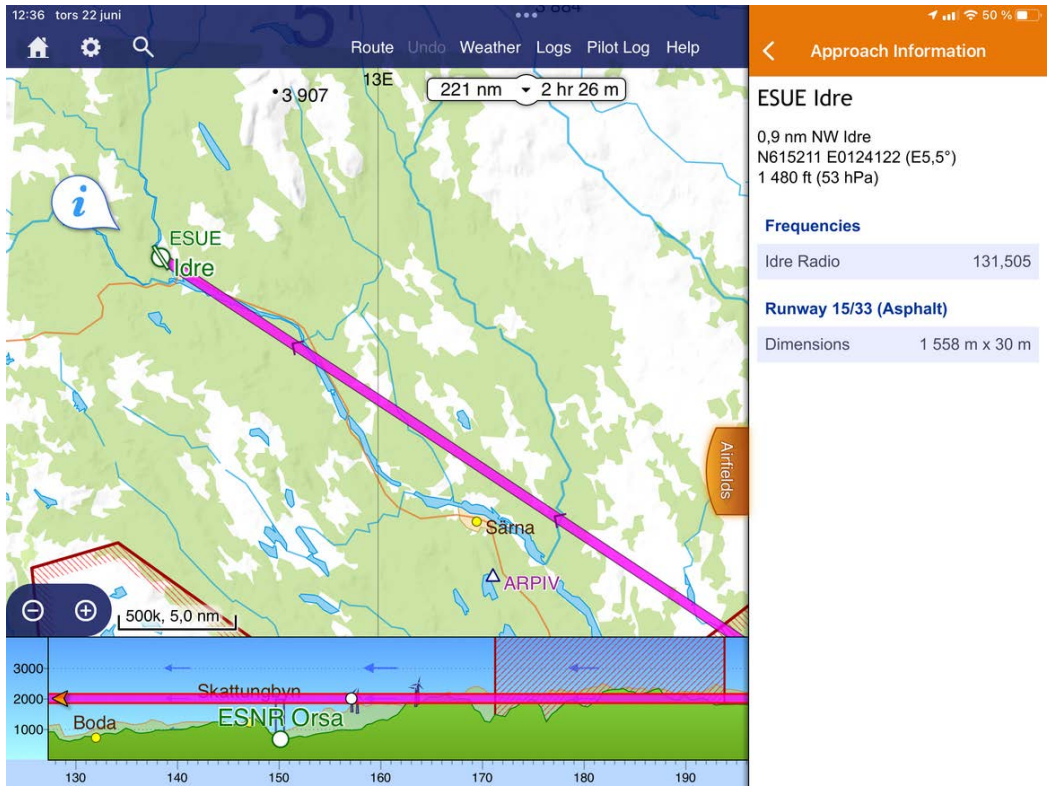 12:36 tors 22 juni
50 %
Route Undo Weather Logs Pilot Log Help
Approach Information
13E
3 907
221 nm 2 hr 26 m
i
ESUE
Idre
Särna
ARPIV
Airfields
500k, 5,0 nm
ESUE Idre
0,9 nm NW Idre
N615211 E0124122 (E5,5°)
1 480 ft (53 hPa)
Frequencies
Idre Radio 131,505
Runway 15/33 (Asphalt)
Dimensions 1 558 m x 30 m
3000
2000
1000
Skattungbyn
Boda
ESNR Orsa
130 140 150 160 170 180 190